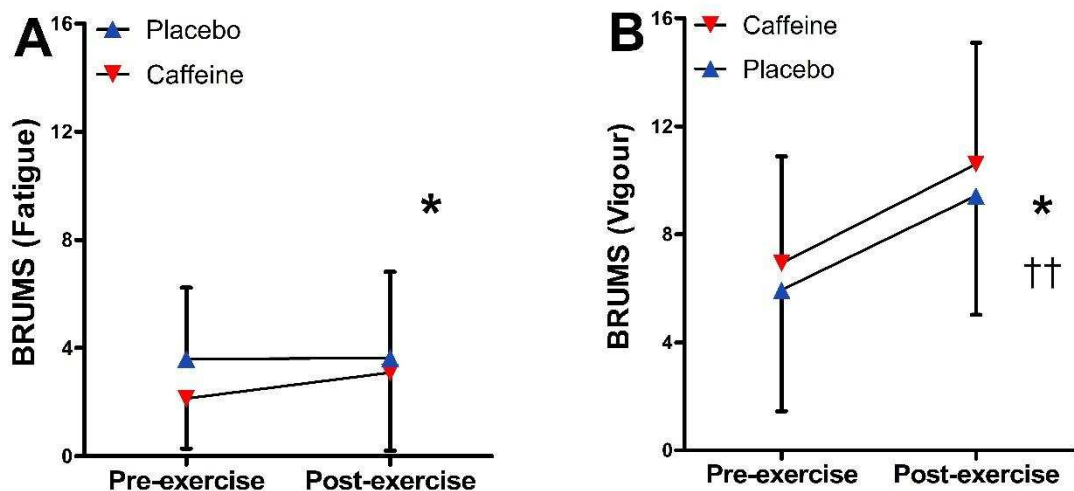 A
Placebo
Caffeine
BRUMS (Fatigue)
16
12
8
4
0
*
Pre-exercise Post-exercise
B
Caffeine
Placebo
BRUMS (Vigour)
16
12
8
4
0
*
††
Pre-exercise Post-exercise